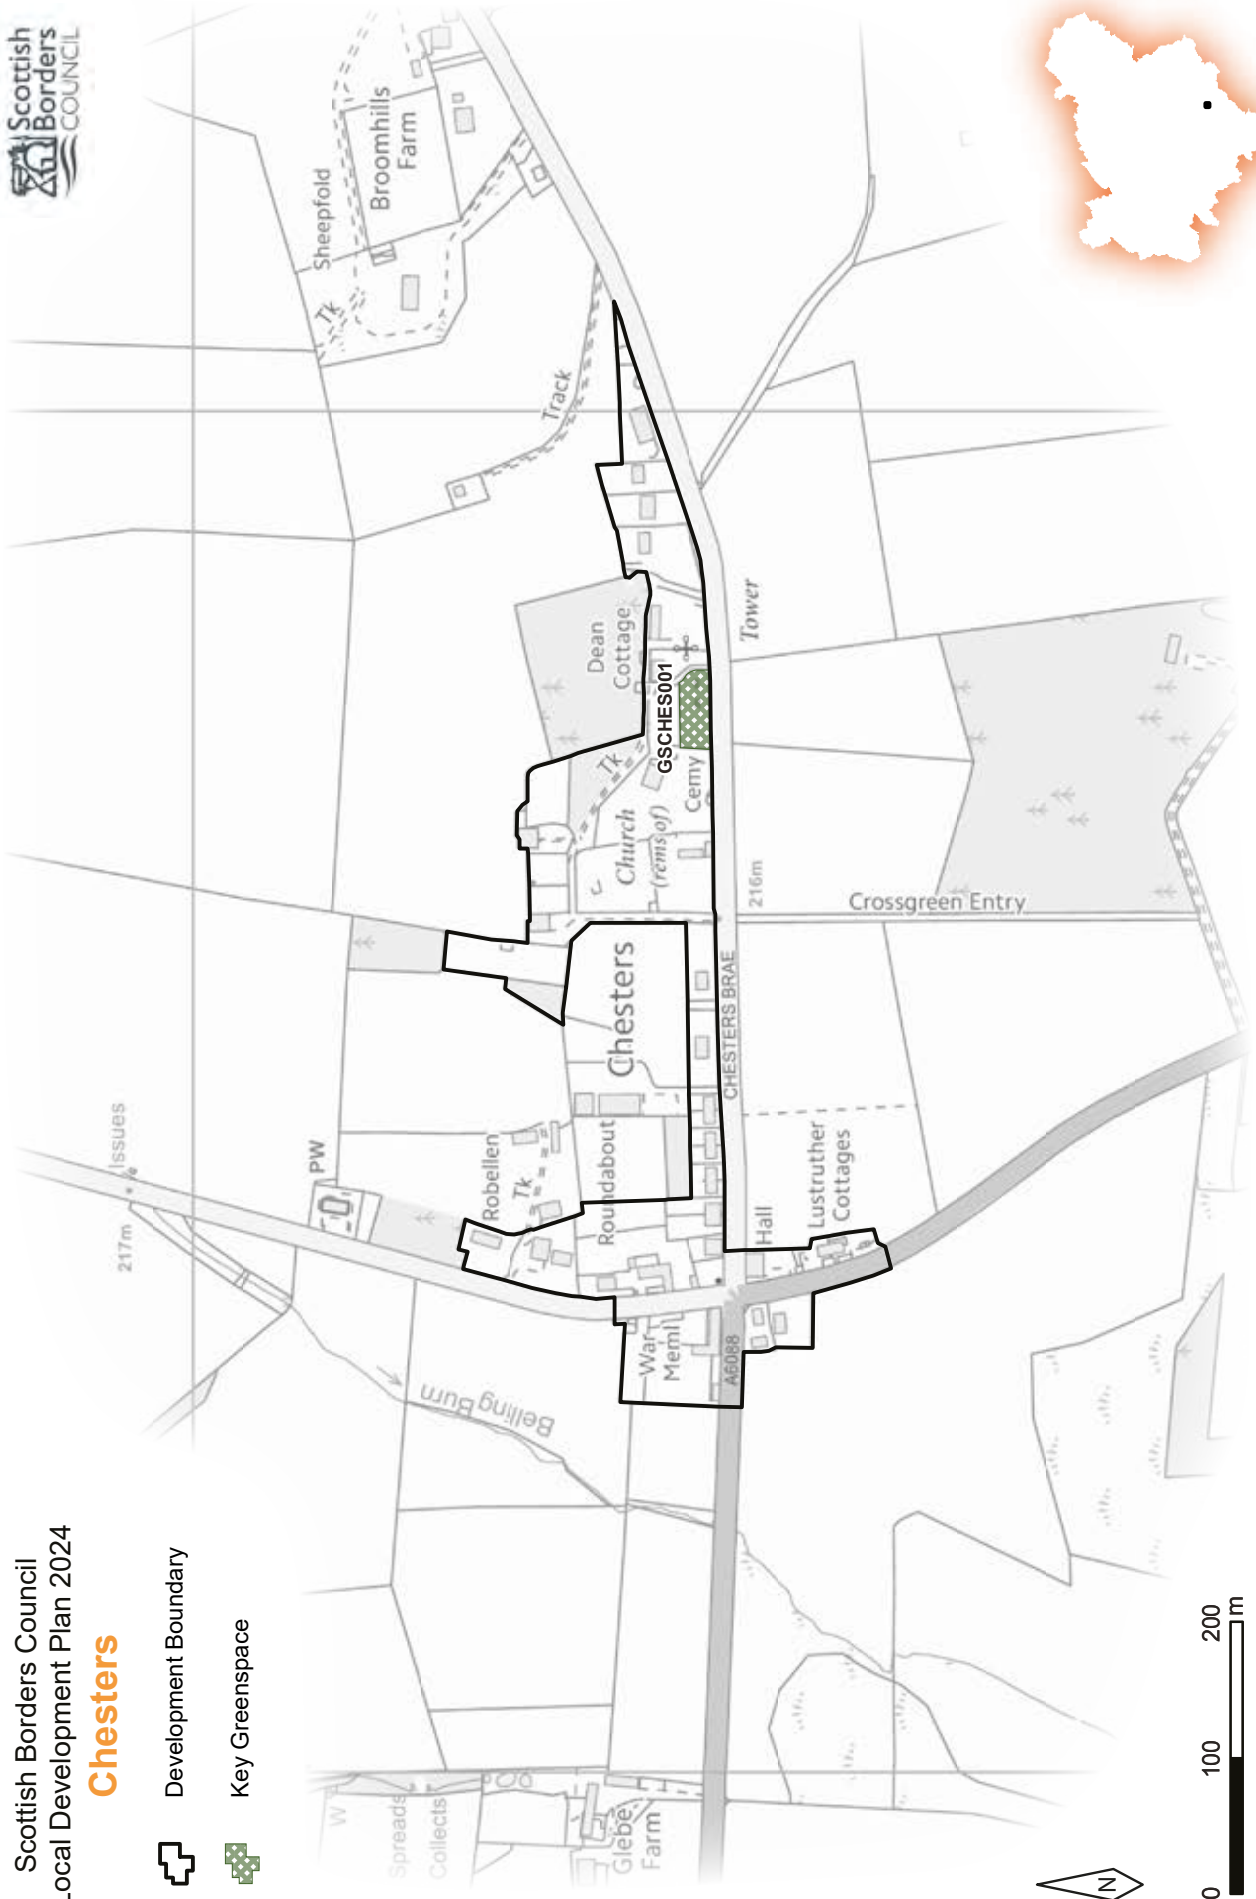 Scottish Borders Council
Local Development Plan 2024
Chesters
Development Boundary
Key Greenspace
Scottish
Borders
COUNCIL
217m
Issues
PW
Sheepfold
Tk
Broomhills
Farm
Track
Belling Burn
Robellen
Tk
Roundabout
Chesters
Church
(rems of)
Tk
Dean
Cottage
GSCHES001
Cemy
War
Meml
A6088
CHESTERS BRAE
216m
Tower
Hall
Lustruther
Cottages
Crossgreen Entry
W
Spreads
Collects
Glebe
Farm
N
0
100
200
m